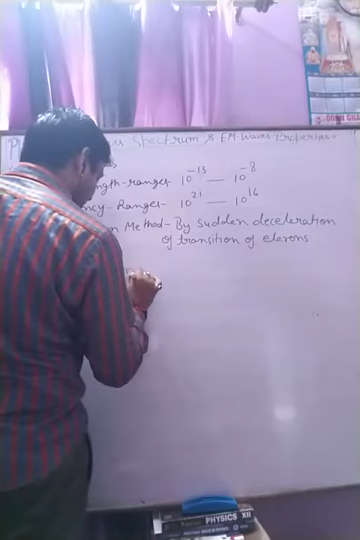 Spectrum & EM-Waves Properties-
ngth-ranges 10⁻¹³ — 10⁻⁸
ncy-Ranges- 10²¹ — 10¹⁶
n Method- By sudden deceleration
of transition of elerons
PHYSICS XII